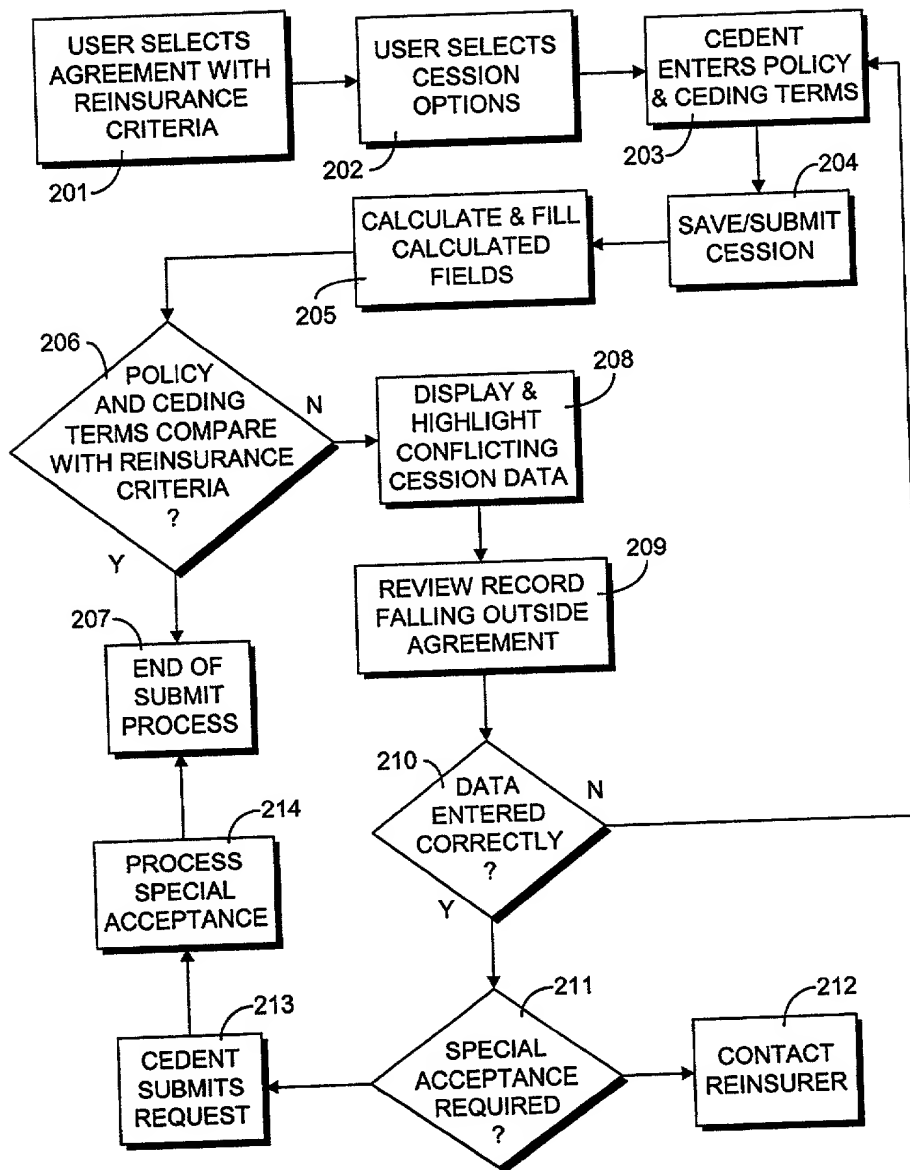 USER SELECTS
AGREEMENT WITH
REINSURANCE
CRITERIA
201
USER SELECTS
CESSION
OPTIONS
202
CEDENT
ENTERS POLICY
& CEDING TERMS
203
204
SAVE/SUBMIT
CESSION
CALCULATE & FILL
CALCULATED
FIELDS
205
206
POLICY
AND CEDING
TERMS COMPARE
WITH REINSURANCE
CRITERIA
?
N
Y
208
DISPLAY &
HIGHLIGHT
CONFLICTING
CESSION DATA
209
REVIEW RECORD
FALLING OUTSIDE
AGREEMENT
207
END OF
SUBMIT
PROCESS
210
DATA
ENTERED
CORRECTLY
?
N
Y
214
PROCESS
SPECIAL
ACCEPTANCE
211
SPECIAL
ACCEPTANCE
REQUIRED
?
212
CONTACT
REINSURER
213
CEDENT
SUBMITS
REQUEST